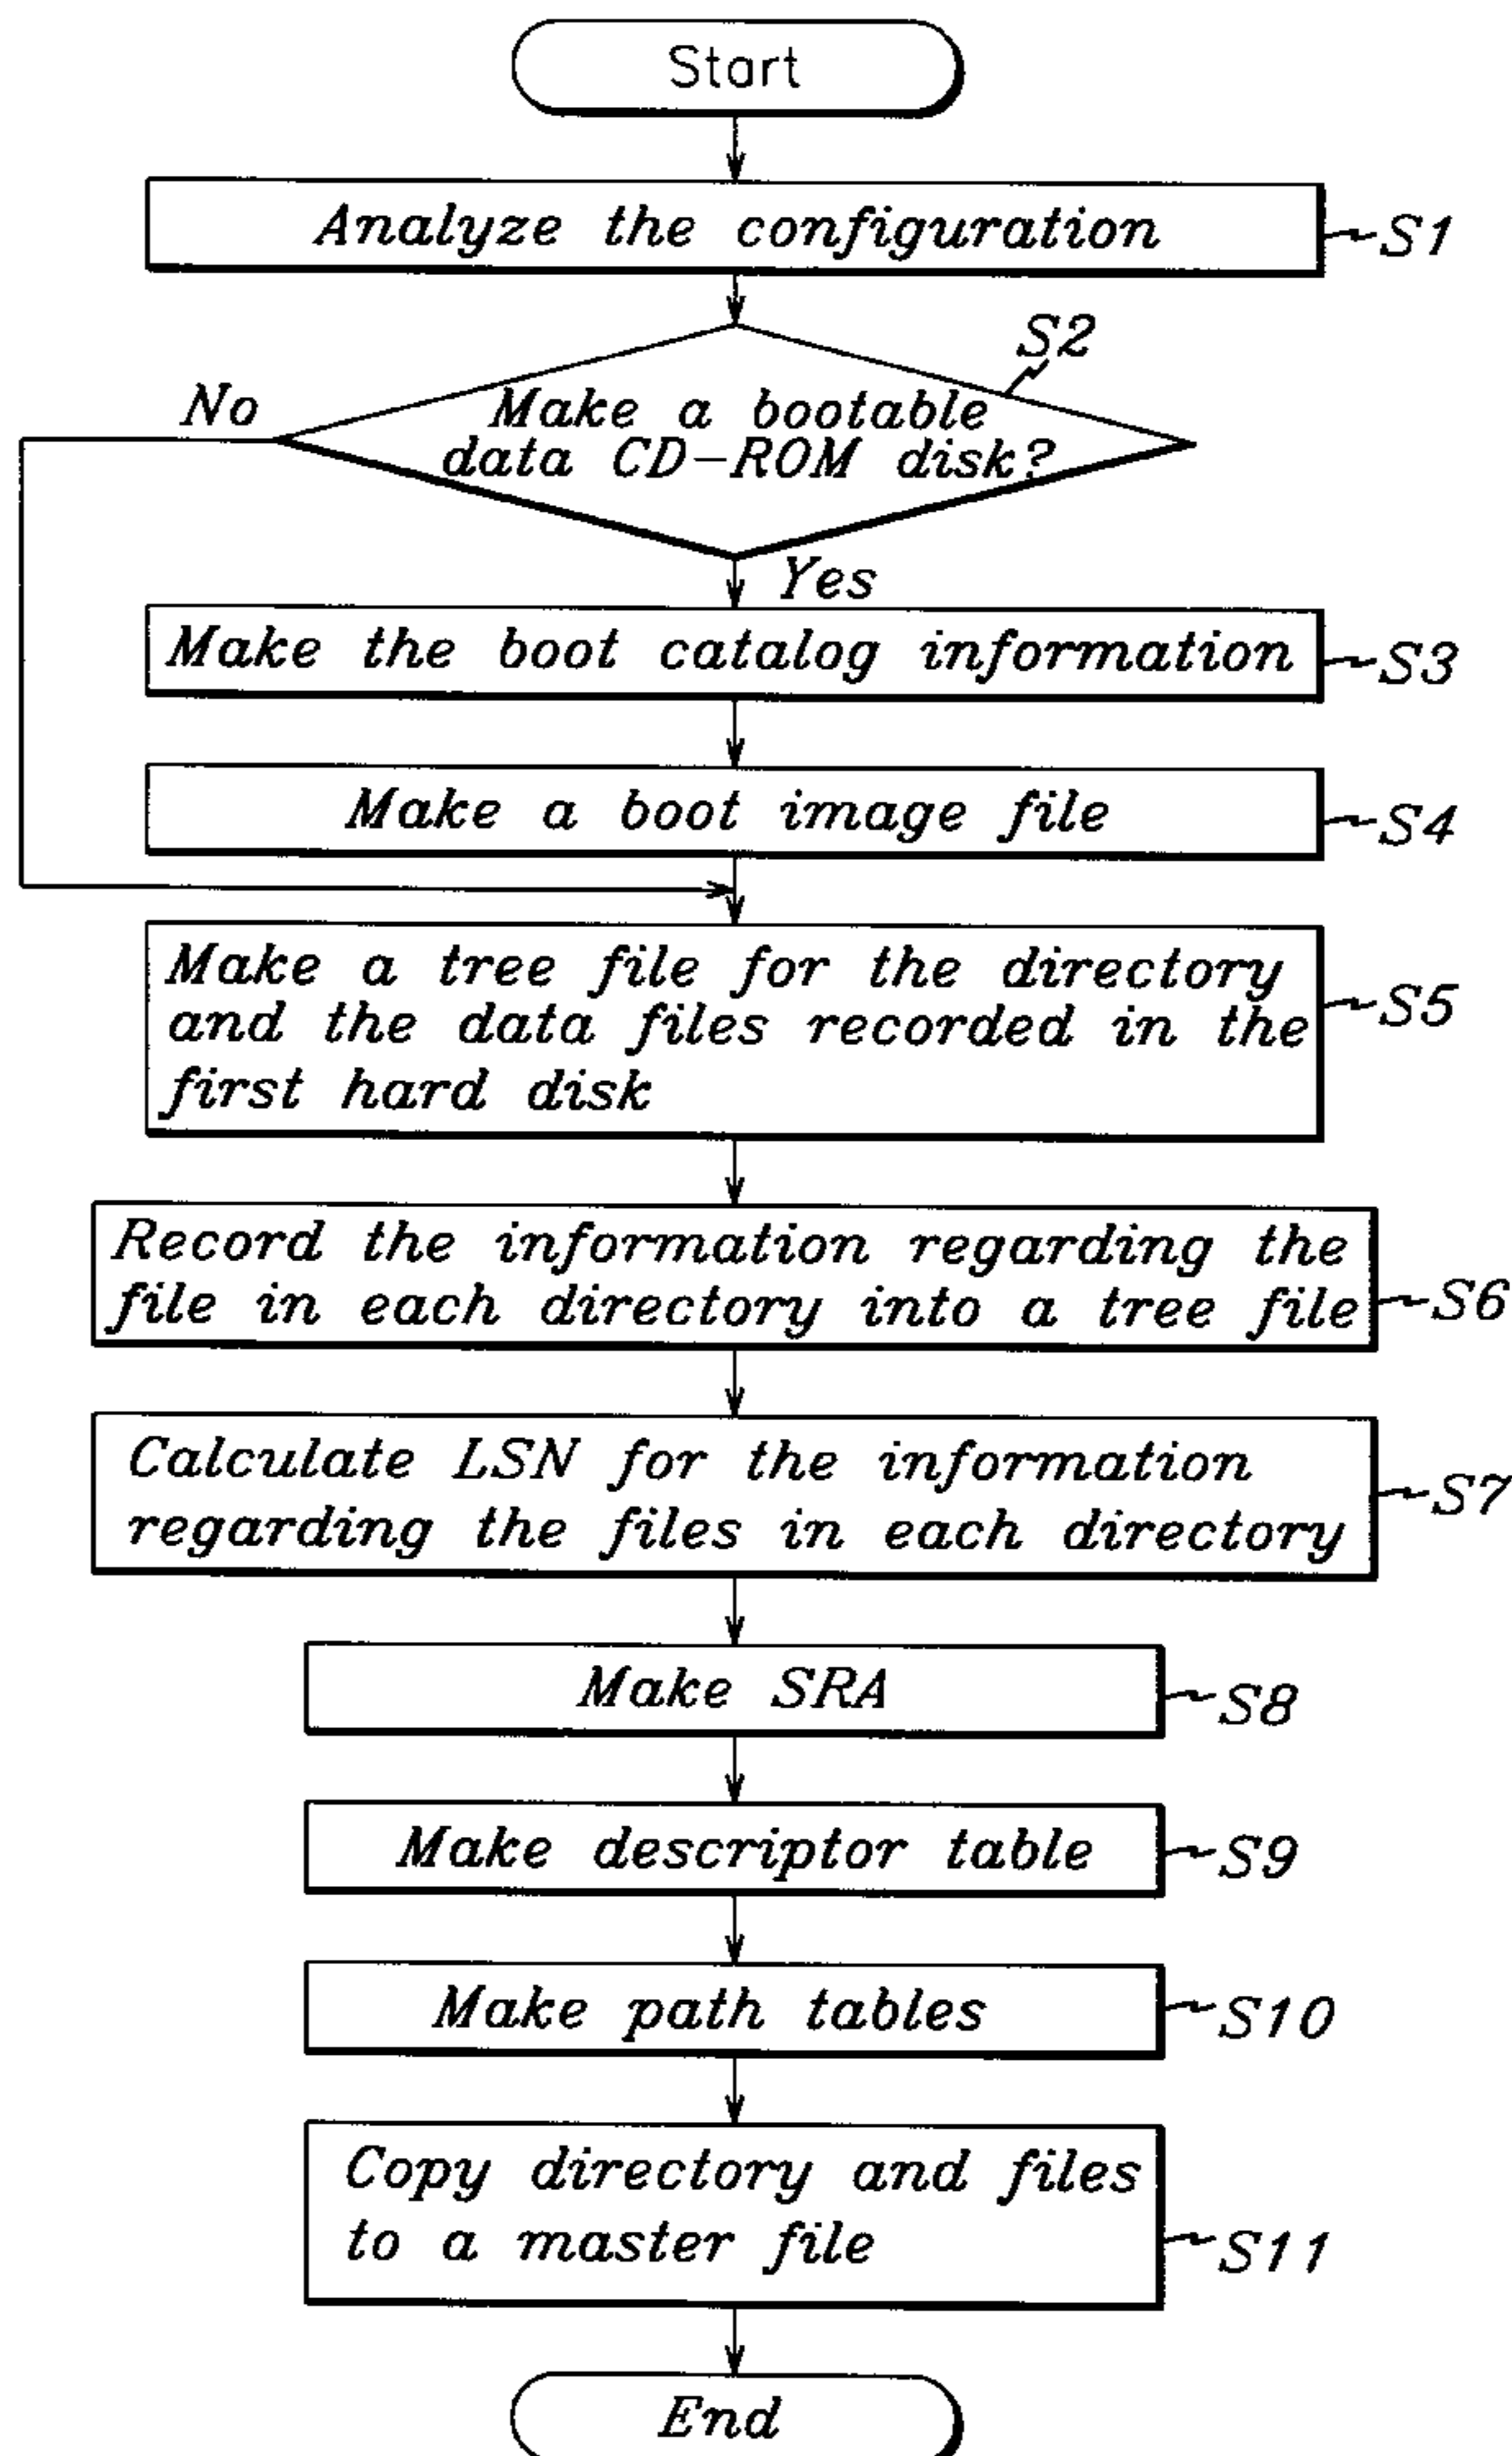 Start
Analyze the configuration
S1
S2
No
Make a bootable
data CD-ROM disk?
Yes
Make the boot catalog information
S3
Make a boot image file
S4
Make a tree file for the directory
and the data files recorded in the
first hard disk
S5
Record the information regarding the
file in each directory into a tree file
S6
Calculate LSN for the information
regarding the files in each directory
S7
Make SRA
S8
Make descriptor table
S9
Make path tables
S10
Copy directory and files
to a master file
S11
End